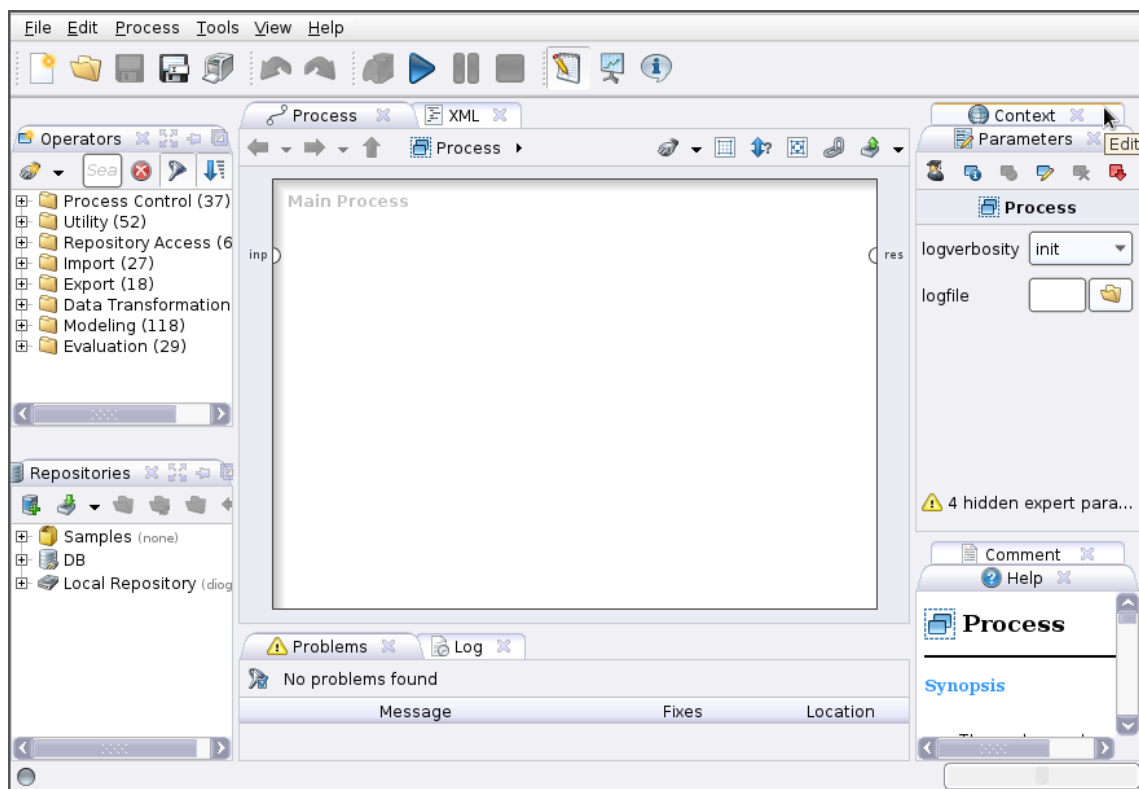 File Edit Process Tools View Help
Operators
Sea
Process Control (37)
Utility (52)
Repository Access (6
Import (27)
Export (18)
Data Transformation
Modeling (118)
Evaluation (29)
Repositories
Samples (none)
DB
Local Repository (diog
Process XML
Process
Main Process
inp
res
Problems Log
No problems found
Message Fixes Location
Context
Parameters
Edit
Process
logverbosity init
logfile
4 hidden expert para...
Comment
Help
Process
Synopsis